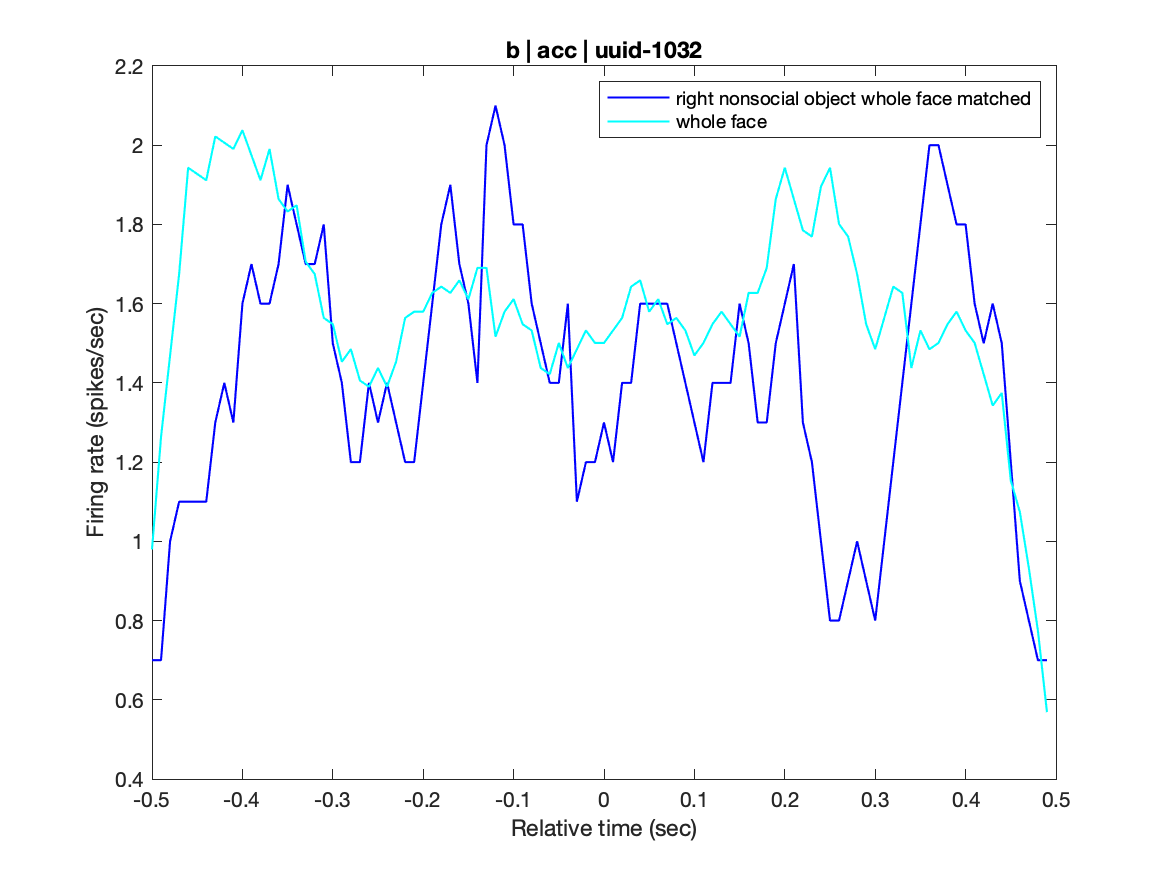 b | acc | uuid-1032
right nonsocial object whole face matched
whole face
2.2
2
1.8
1.6
1.4
1.2
1
0.8
0.6
0.4
Firing rate (spikes/sec)
-0.5 -0.4 -0.3 -0.2 -0.1 0 0.1 0.2 0.3 0.4 0.5
Relative time (sec)